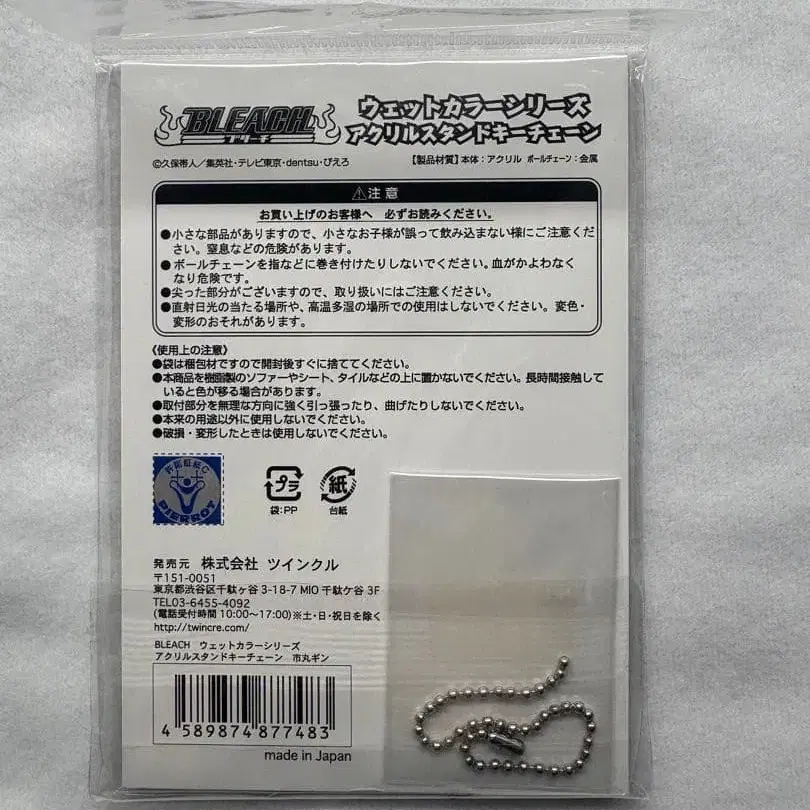 BLEACH
ブリーチ
ウェットカラーシリーズ
アクリルスタンドキーチェーン
©久保帯人／集英社・テレビ東京・dentsu・ぴえろ
【製品材質】本体：アクリル ボールチェーン：金属
⚠注意
お買い上げのお客様へ 必ずお読みください。
●小さな部品がありますので、小さなお子様が誤って飲み込まない様にご注意くだ
さい。窒息などの危険があります。
●ボールチェーンを指などに巻き付けたりしないでください。血がかよわなく
なり危険です。
●尖った部分がございますので、取り扱いにはご注意ください。
●直射日光の当たる場所や、高温多湿の場所での使用はしないでください。変色・
変形のおそれがあります。
《使用上の注意》
●袋は梱包材ですので開封後すぐに捨ててください。
●本商品を樹脂製のソファーやシート、タイルなどの上に置かないでください。長時間接触して
いると色が移る場合があります。
●取付部分を無理な方向に強く引っ張ったり、曲げたりしないでください。
●本来の用途以外に使用しないでください。
●破損・変形したときは使用しないでください。
許諾証紙C
PIERROT
プラ
袋：PP
紙
台紙
発売元 株式会社 ツインクル
〒151-0051
東京都渋谷区千駄ヶ谷 3-18-7 MIO 千駄ケ谷 3F
TEL03-6455-4092
(電話受付時間 10:00～17:00)※土・日・祝日を除く
http://twincre.com/
BLEACH ウェットカラーシリーズ
アクリルスタンドキーチェーン 市丸ギン
4 589874 877483
made in Japan